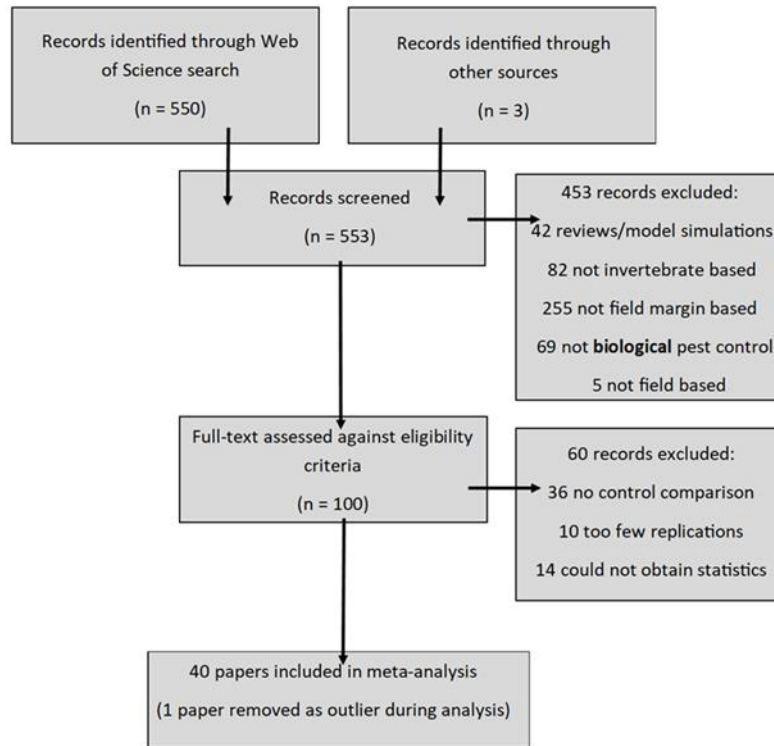 Records identified through Web
of Science search
(n = 550)
Records identified through
other sources
(n = 3)
Records screened
(n = 553)
453 records excluded:
42 reviews/model simulations
82 not invertebrate based
255 not field margin based
69 not biological pest control
5 not field based
Full-text assessed against eligibility
criteria
(n = 100)
60 records excluded:
36 no control comparison
10 too few replications
14 could not obtain statistics
40 papers included in meta-analysis
(1 paper removed as outlier during analysis)